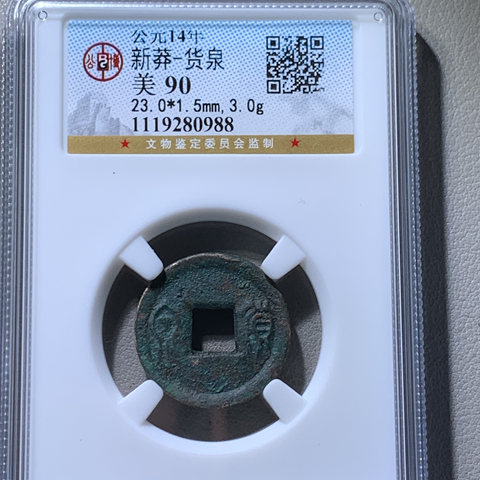 公元14年
新莽-货泉
美 90
23.0*1.5mm, 3.0g
1119280988
★ 文物鉴定委员会监制 ★